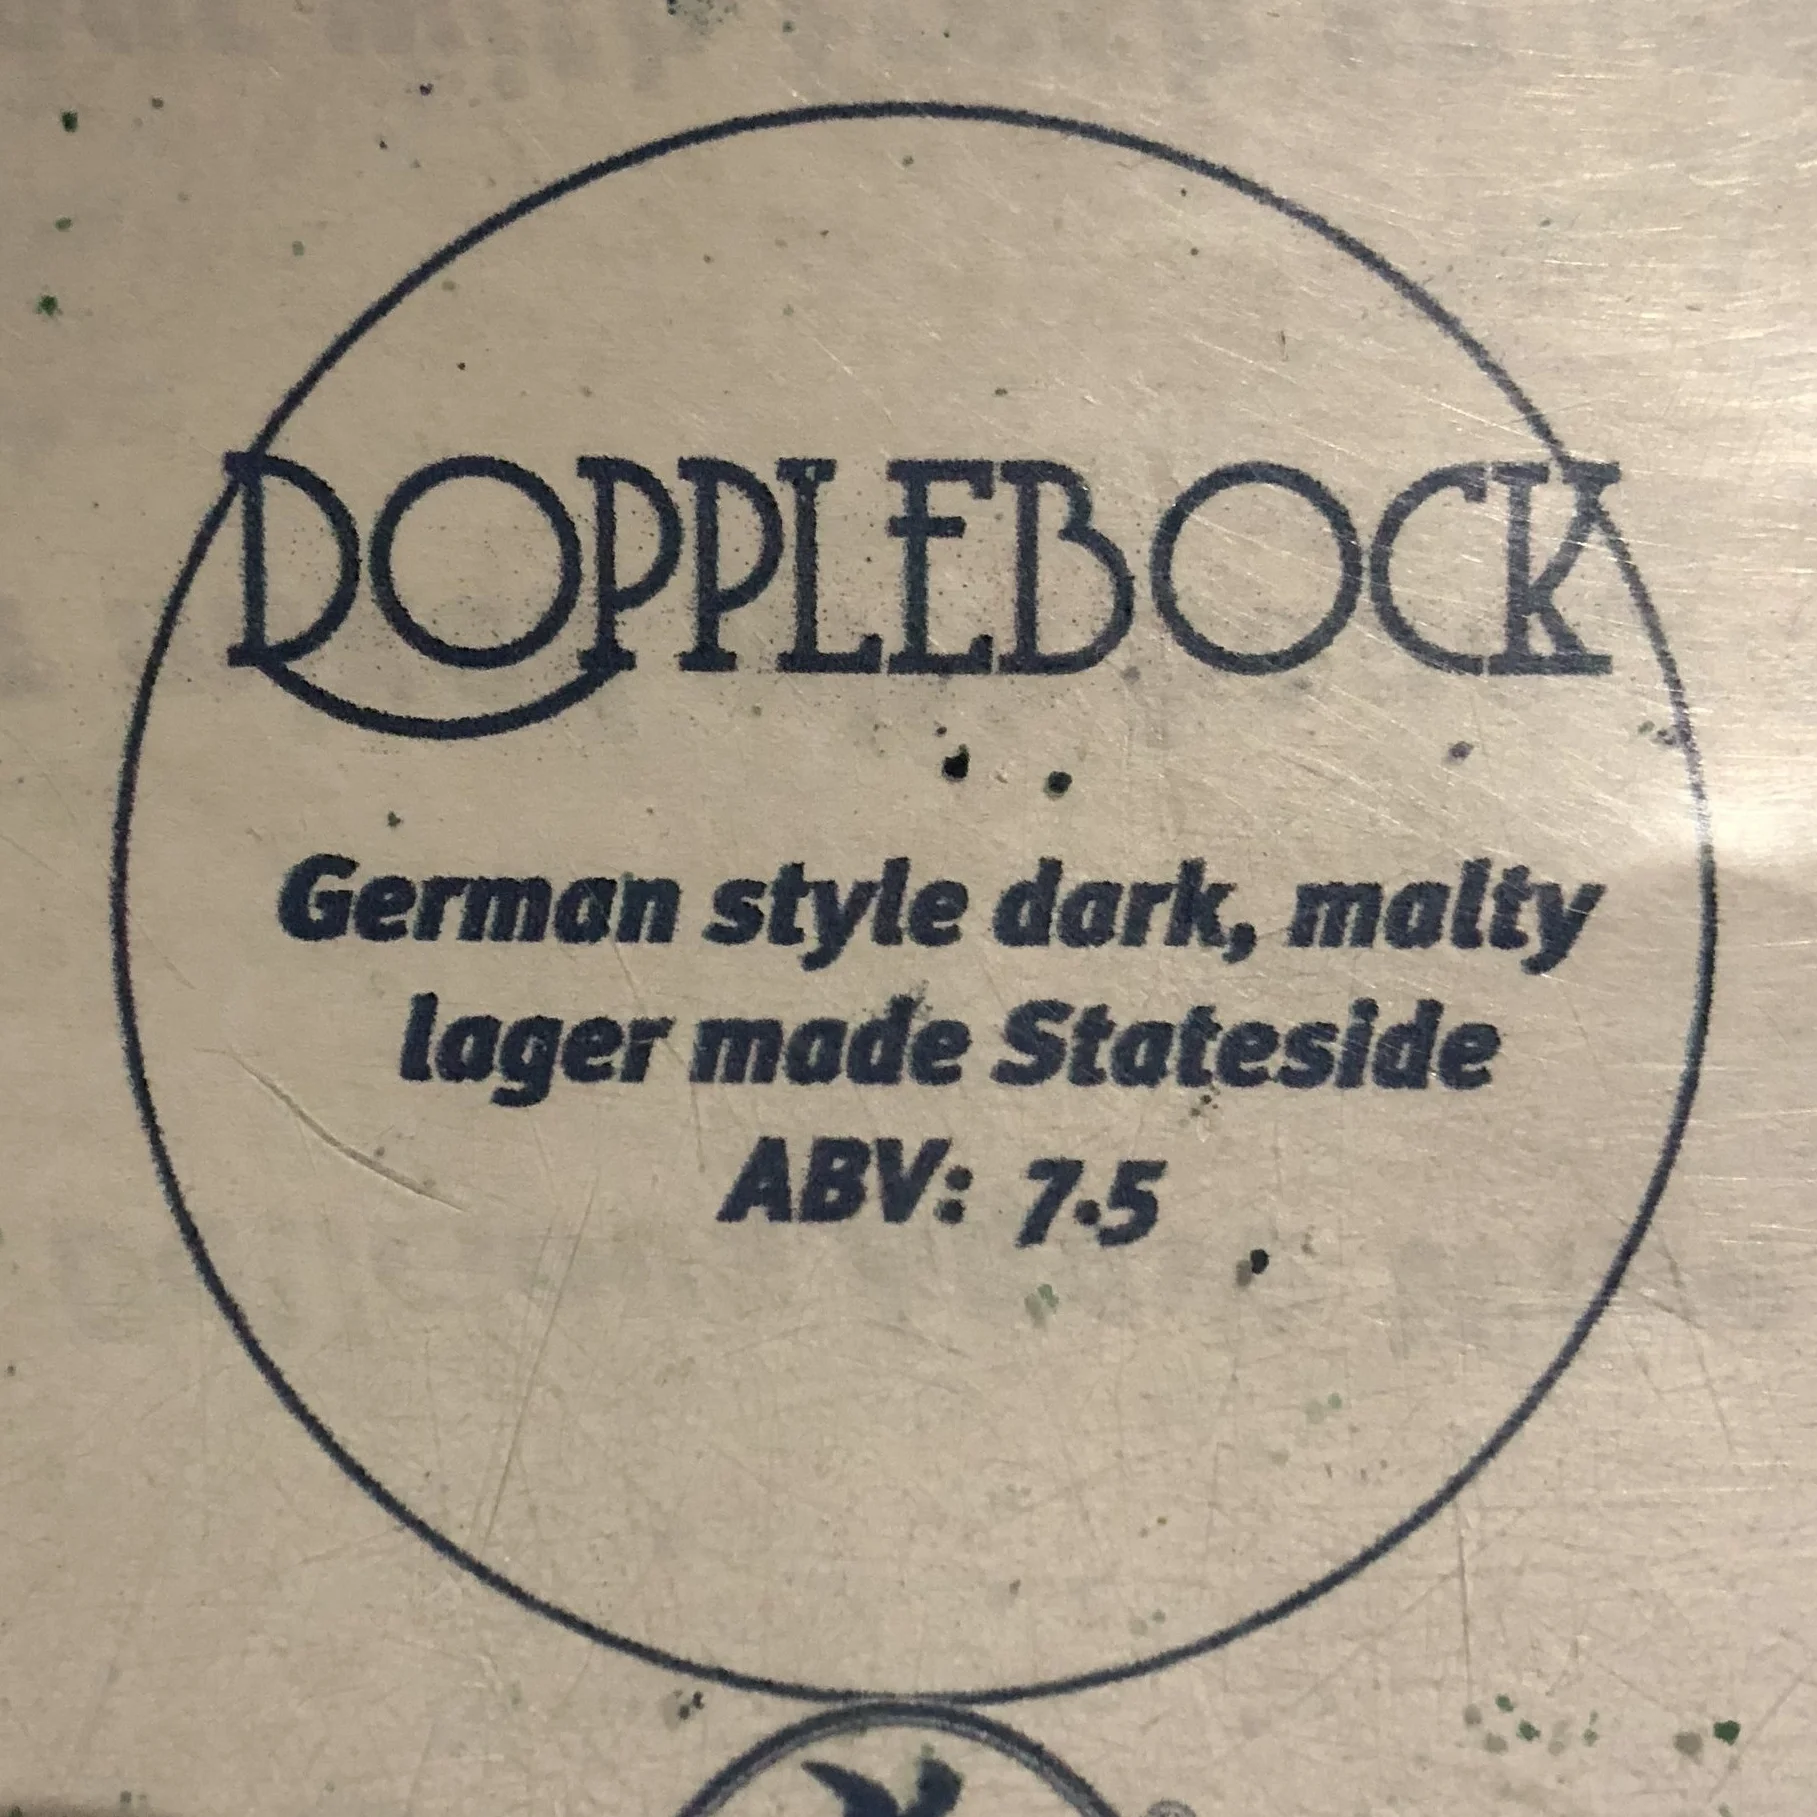 DOPPLEBOCK
German style dark, malty
lager made Stateside
ABV: 7.5